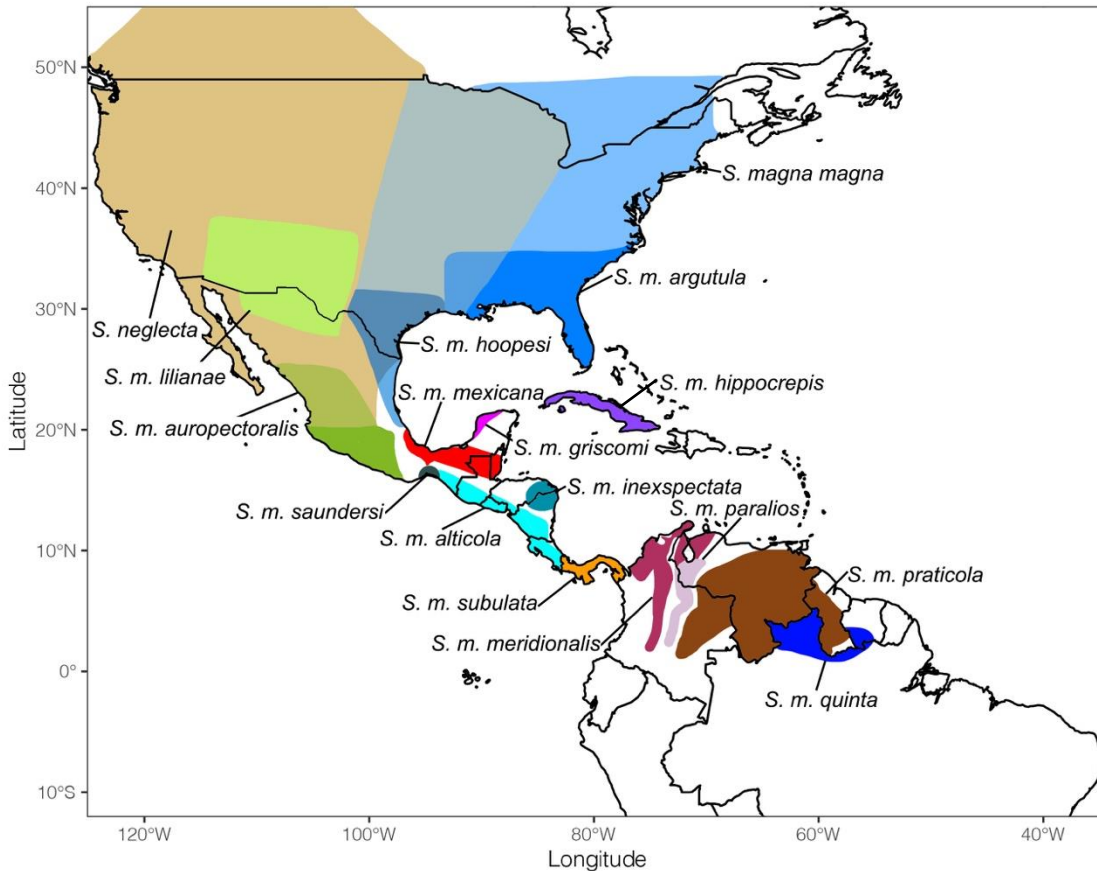 50°N
40°N
30°N
20°N
10°N
0°
10°S
Latitude
S. magna magna
S. m. argutula
S. neglecta
S. m. hoopesi
S. m. lilianae
S. m. hippocrepis
S. m. mexicana
S. m. auropectoralis
S. m. griscomi
S. m. inexspectata
S. m. saundersi
S. m. paralios
S. m. alticola
S. m. praticola
S. m. subulata
S. m. meridionalis
S. m. quinta
120°W
100°W
80°W
60°W
40°W
Longitude